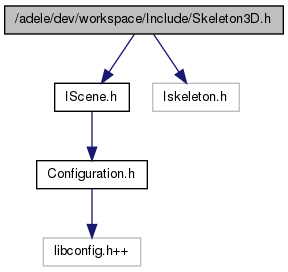 /adele/dev/workspace/Include/Skeleton3D.h
IScene.h
Iskeleton.h
Configuration.h
libconfig.h++